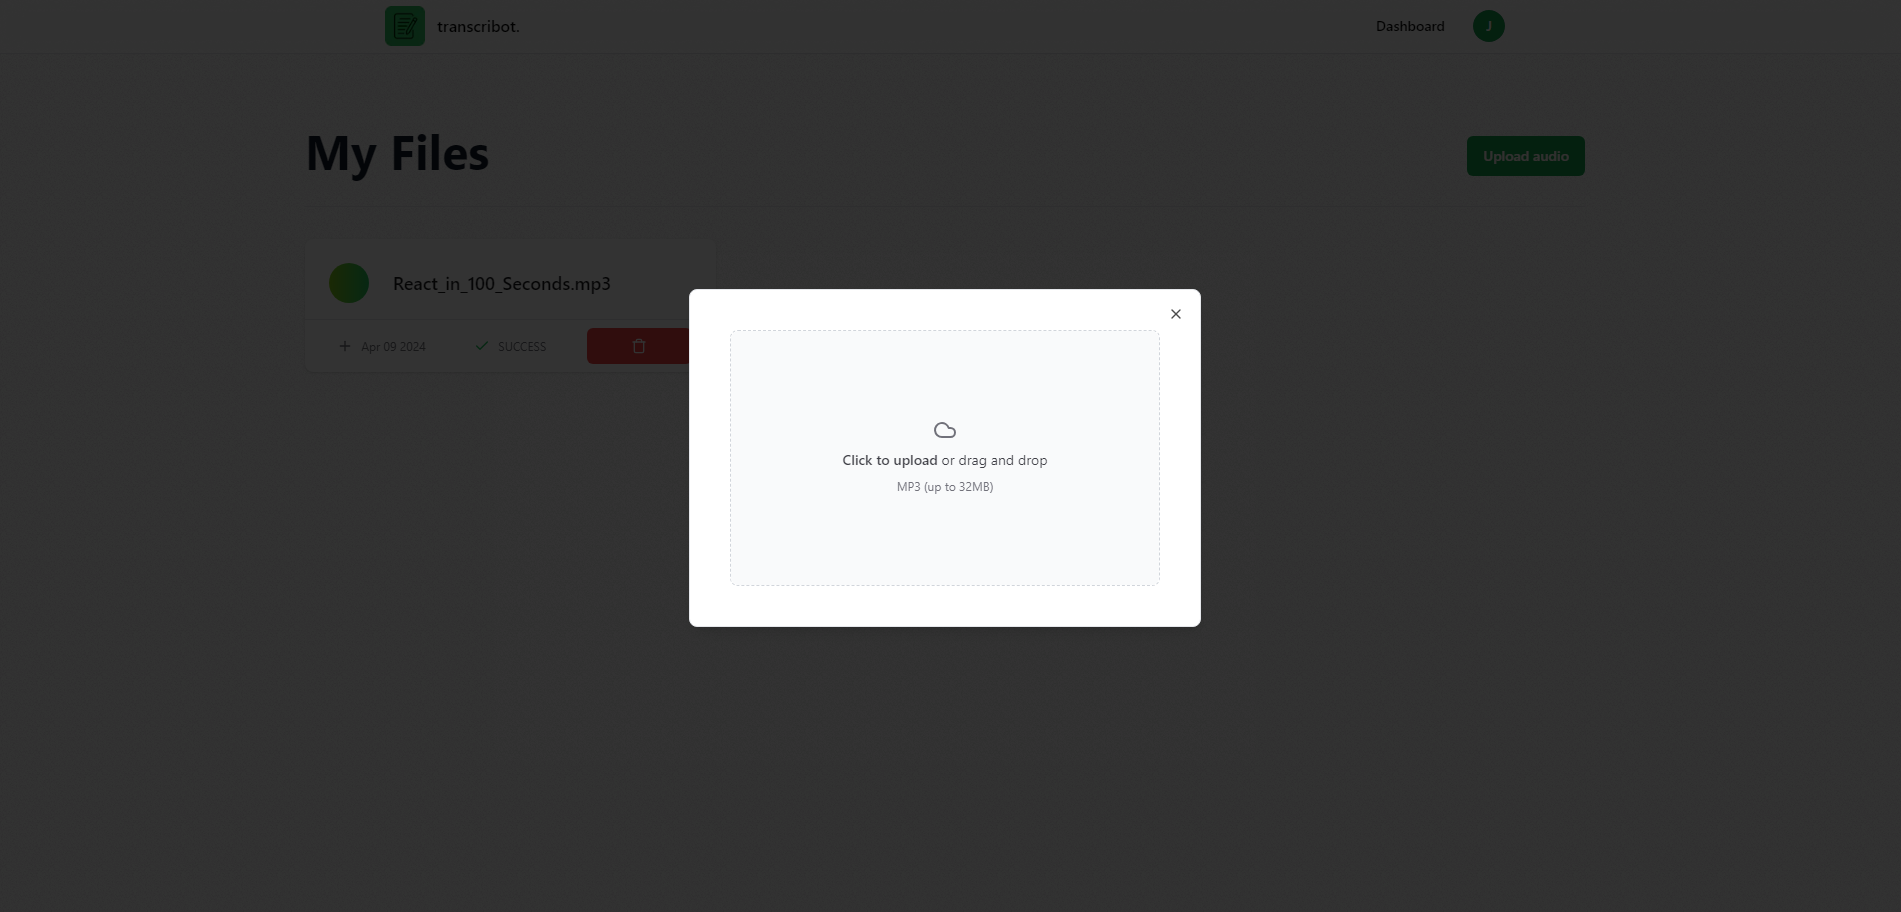 transcribot.
Dashboard
J
My Files
Upload audio
React_in_100_Seconds.mp3
Apr 09 2024
SUCCESS
Click to upload or drag and drop
MP3 (up to 32MB)